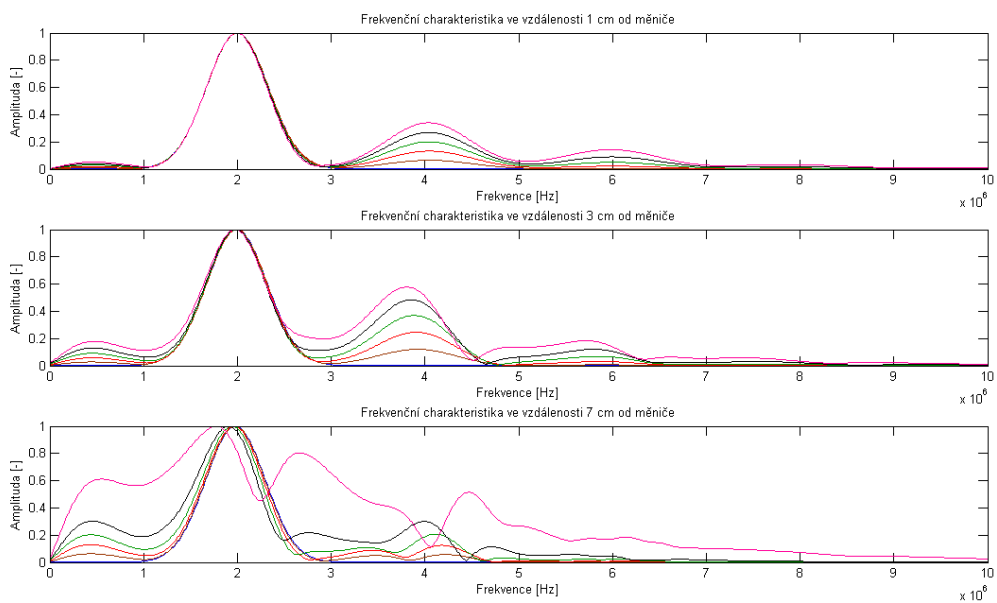 Frekvenční charakteristika ve vzdálenosti 1 cm od měniče
Amplituda [-]
1
0.8
0.6
0.4
0.2
0
0 1 2 3 4 5 6 7 8 9 10
Frekvence [Hz]
x 10^6
Frekvenční charakteristika ve vzdálenosti 3 cm od měniče
Amplituda [-]
1
0.8
0.6
0.4
0.2
0
0 1 2 3 4 5 6 7 8 9 10
Frekvence [Hz]
x 10^6
Frekvenční charakteristika ve vzdálenosti 7 cm od měniče
Amplituda [-]
1
0.8
0.6
0.4
0.2
0
0 1 2 3 4 5 6 7 8 9 10
Frekvence [Hz]
x 10^6